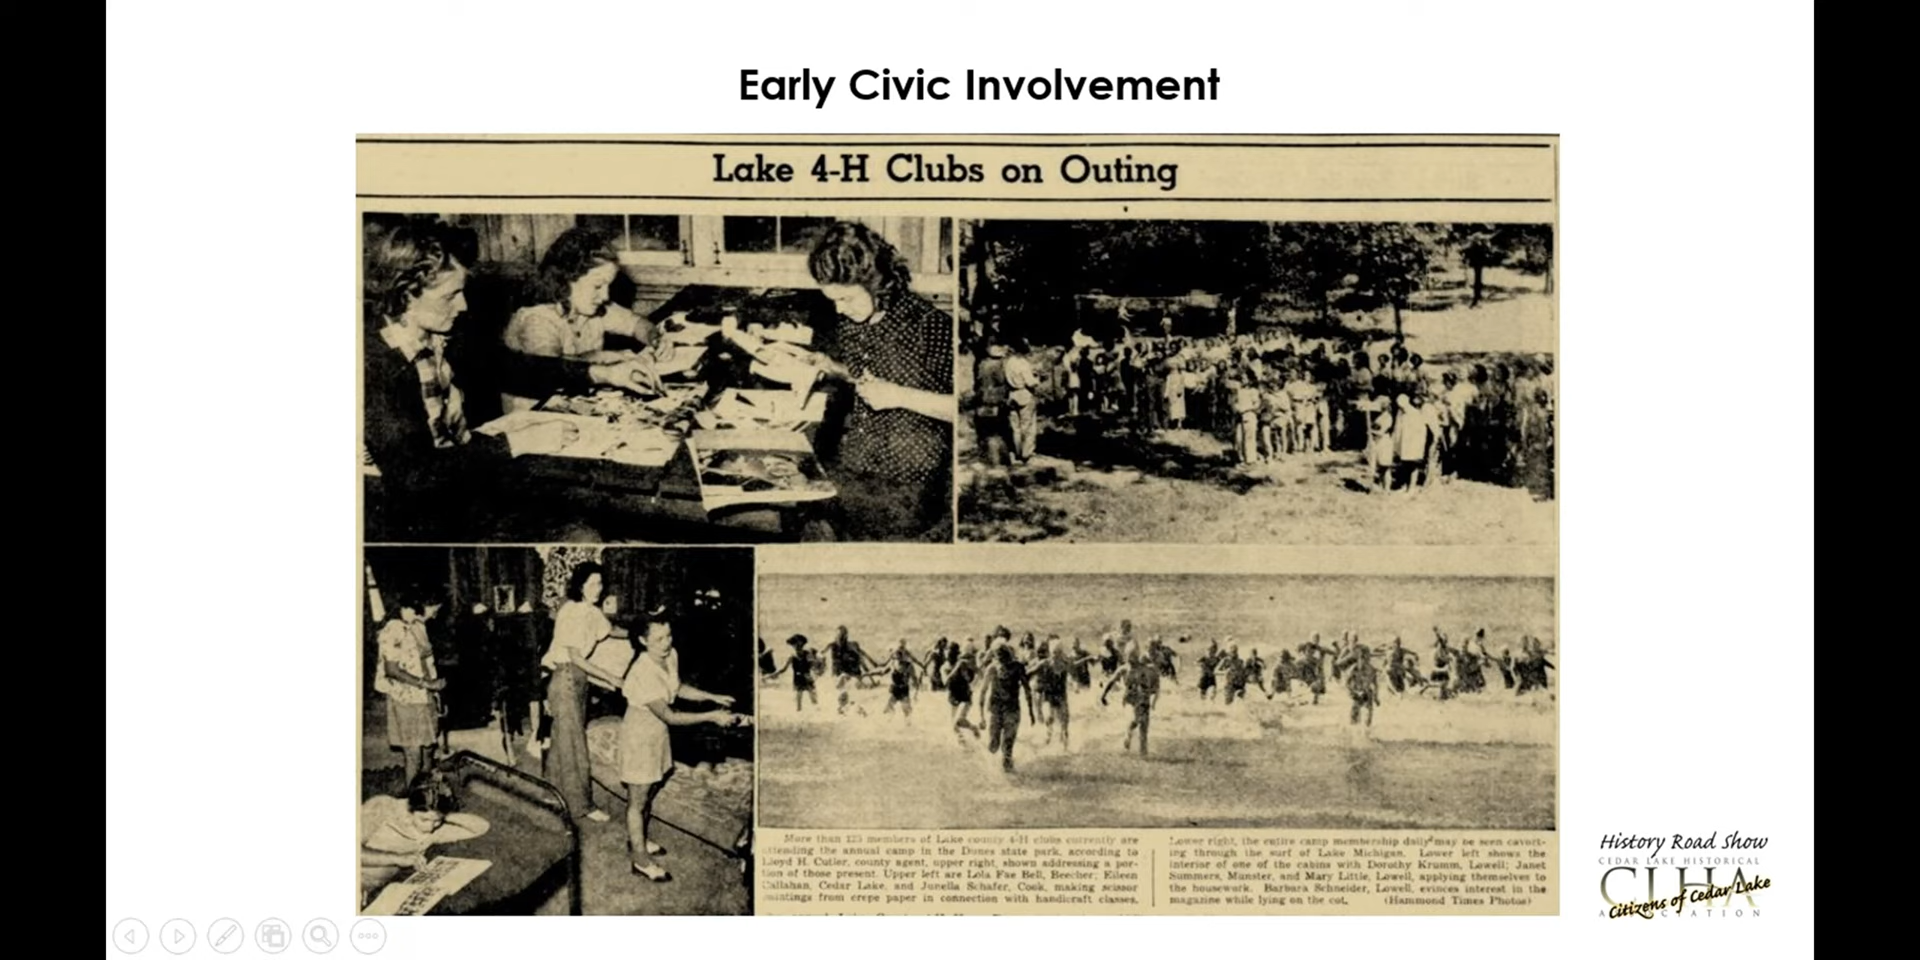 Early Civic Involvement
Lake 4-H Clubs on Outing
More than 125 members of Lake county 4-H clubs currently are
attending the annual camp in the Dunes state park, according to
Lloyd H. Cutler, county agent, upper right, shown addressing a por-
tion of those present. Upper left are Lola Fae Bell, Beecher; Eileen
Callahan, Cedar Lake, and Junella Schafer, Cook, making scissor
paintings from crepe paper in connection with handicraft classes.
Lower right, the entire camp membership daily may be seen cavort-
ing through the surf of Lake Michigan. Lower left shows the
interior of one of the cabins with Dorothy Krumm, Lowell; Janet
Summers, Munster, and Mary Little, Lowell, applying themselves to
the housework. Barbara Schneider, Lowell, evinces interest in the
magazine while lying on the cot. (Hammond Times Photos)
History Road Show
CEDAR LAKE HISTORICAL
CLHA
Citizens of Cedar Lake